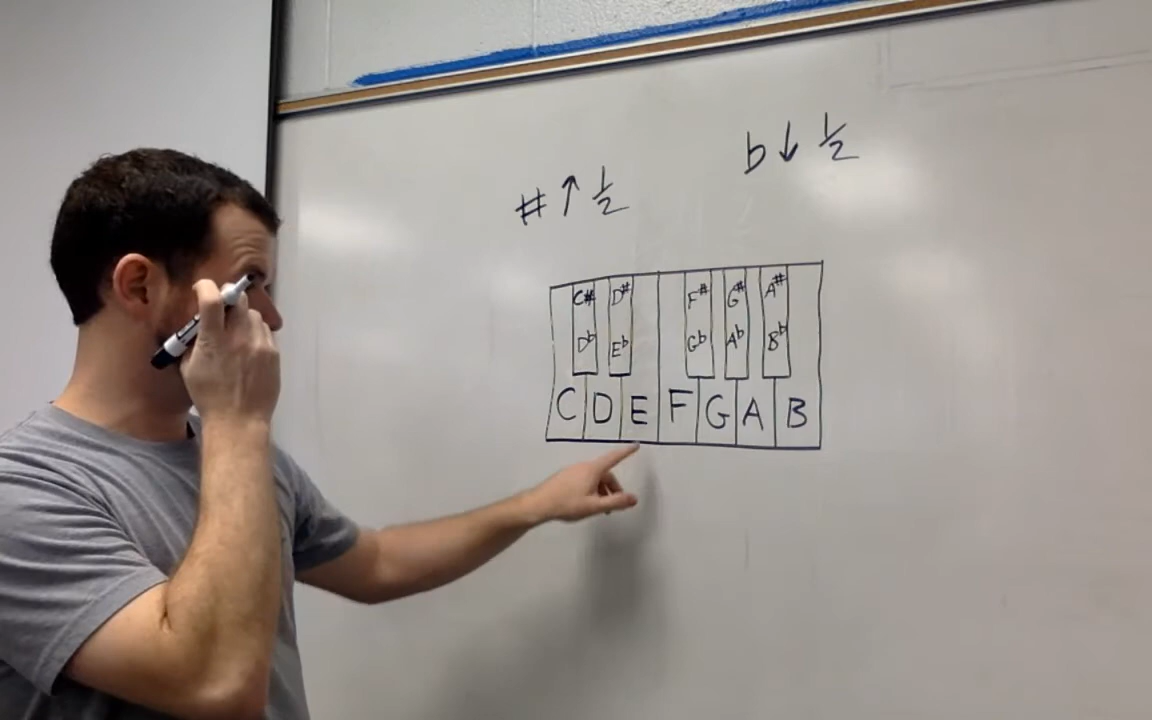 b↓ ½
#↑ ½
C# D# F# G# A#
Db Eb Gb Ab Bb
C D E F G A B